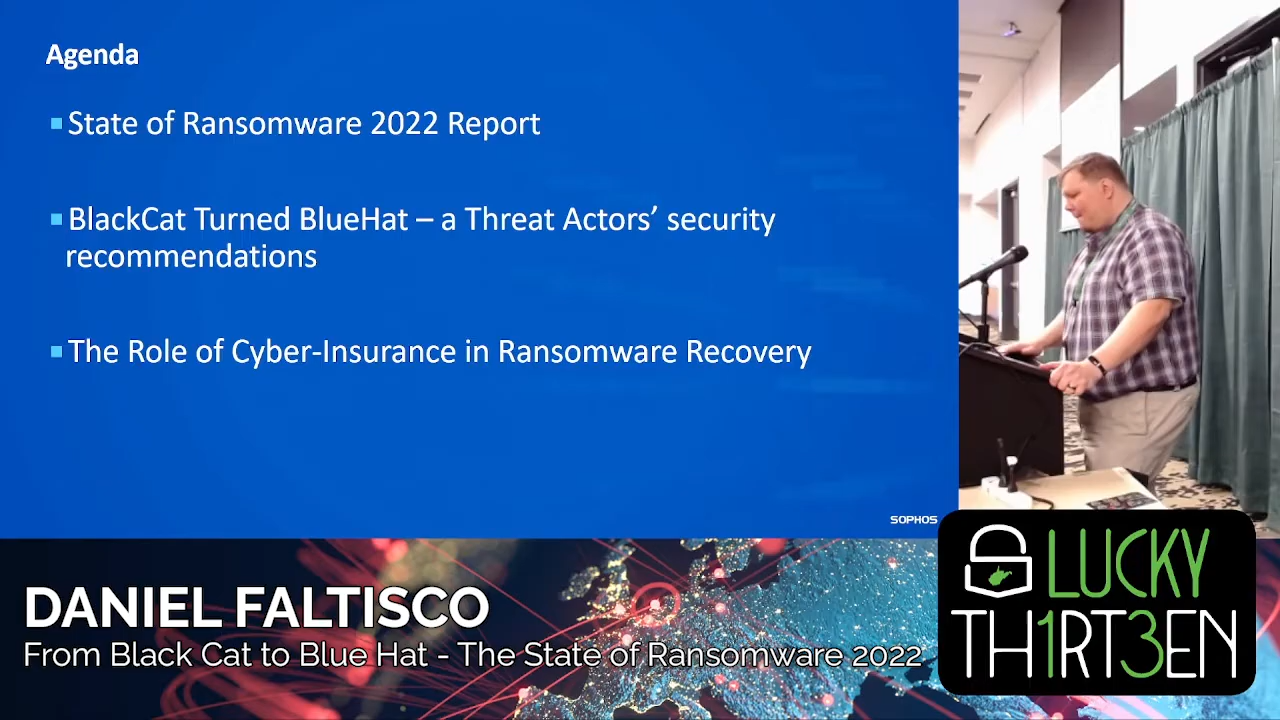 Agenda
State of Ransomware 2022 Report
BlackCat Turned BlueHat – a Threat Actors’ security
recommendations
The Role of Cyber-Insurance in Ransomware Recovery
SOPHOS
DANIEL FALTISCO
From Black Cat to Blue Hat - The State of Ransomware 2022
LUCKY
TH1RT3EN